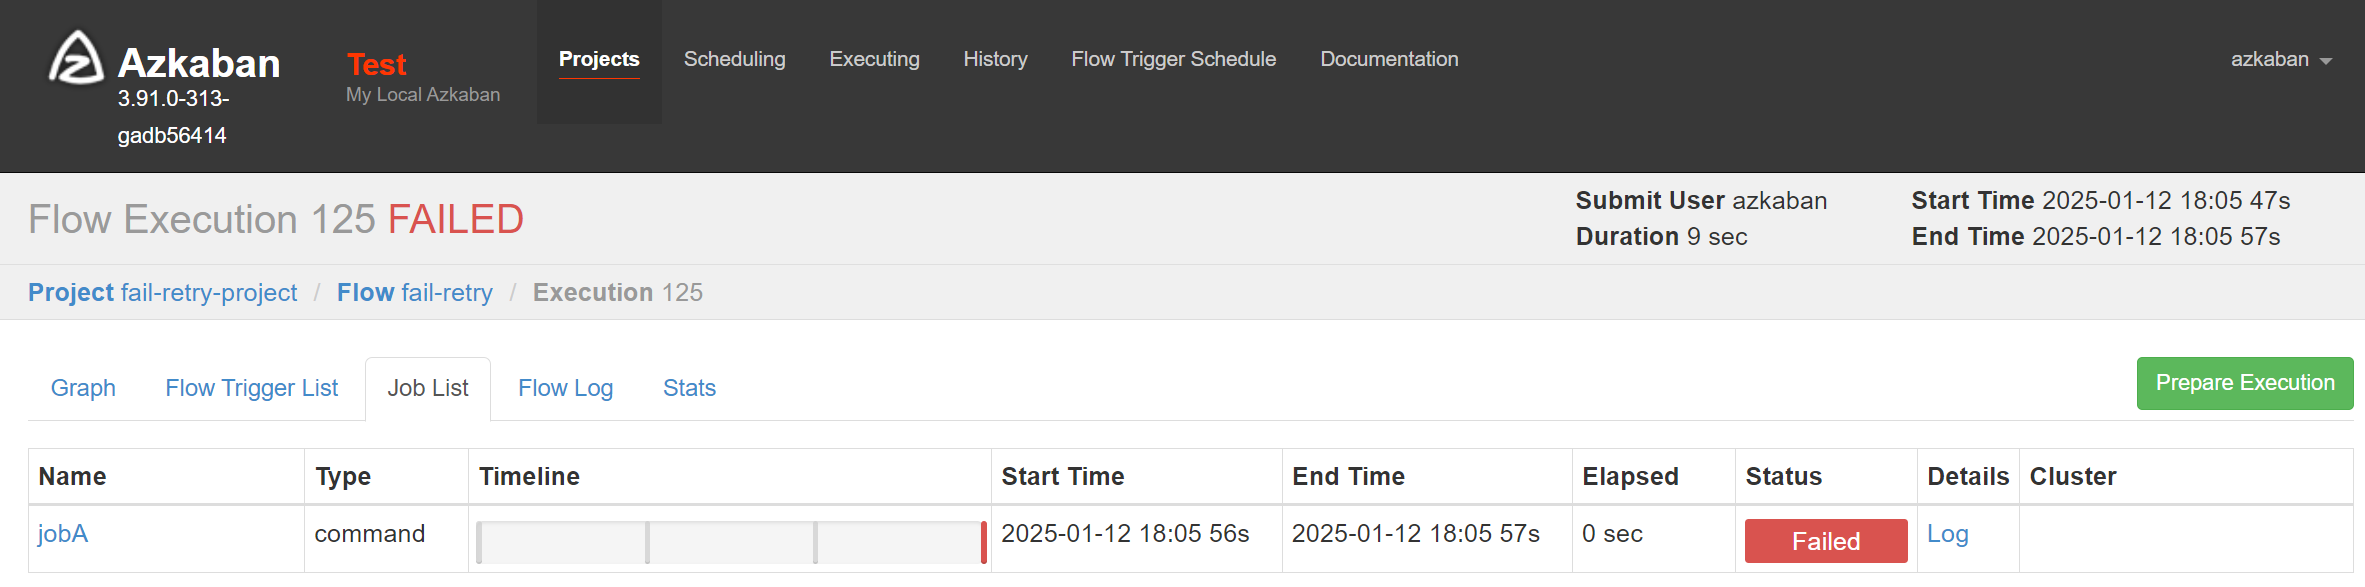 Azkaban
3.91.0-313-
gadb56414
Test
My Local Azkaban
Projects Scheduling Executing History Flow Trigger Schedule Documentation
azkaban
Flow Execution 125 FAILED
Submit User azkaban
Duration 9 sec
Start Time 2025-01-12 18:05 47s
End Time 2025-01-12 18:05 57s
Project fail-retry-project / Flow fail-retry / Execution 125
Graph Flow Trigger List Job List Flow Log Stats
Prepare Execution
Name Type Timeline Start Time End Time Elapsed Status Details Cluster
jobA command 2025-01-12 18:05 56s 2025-01-12 18:05 57s 0 sec Failed Log